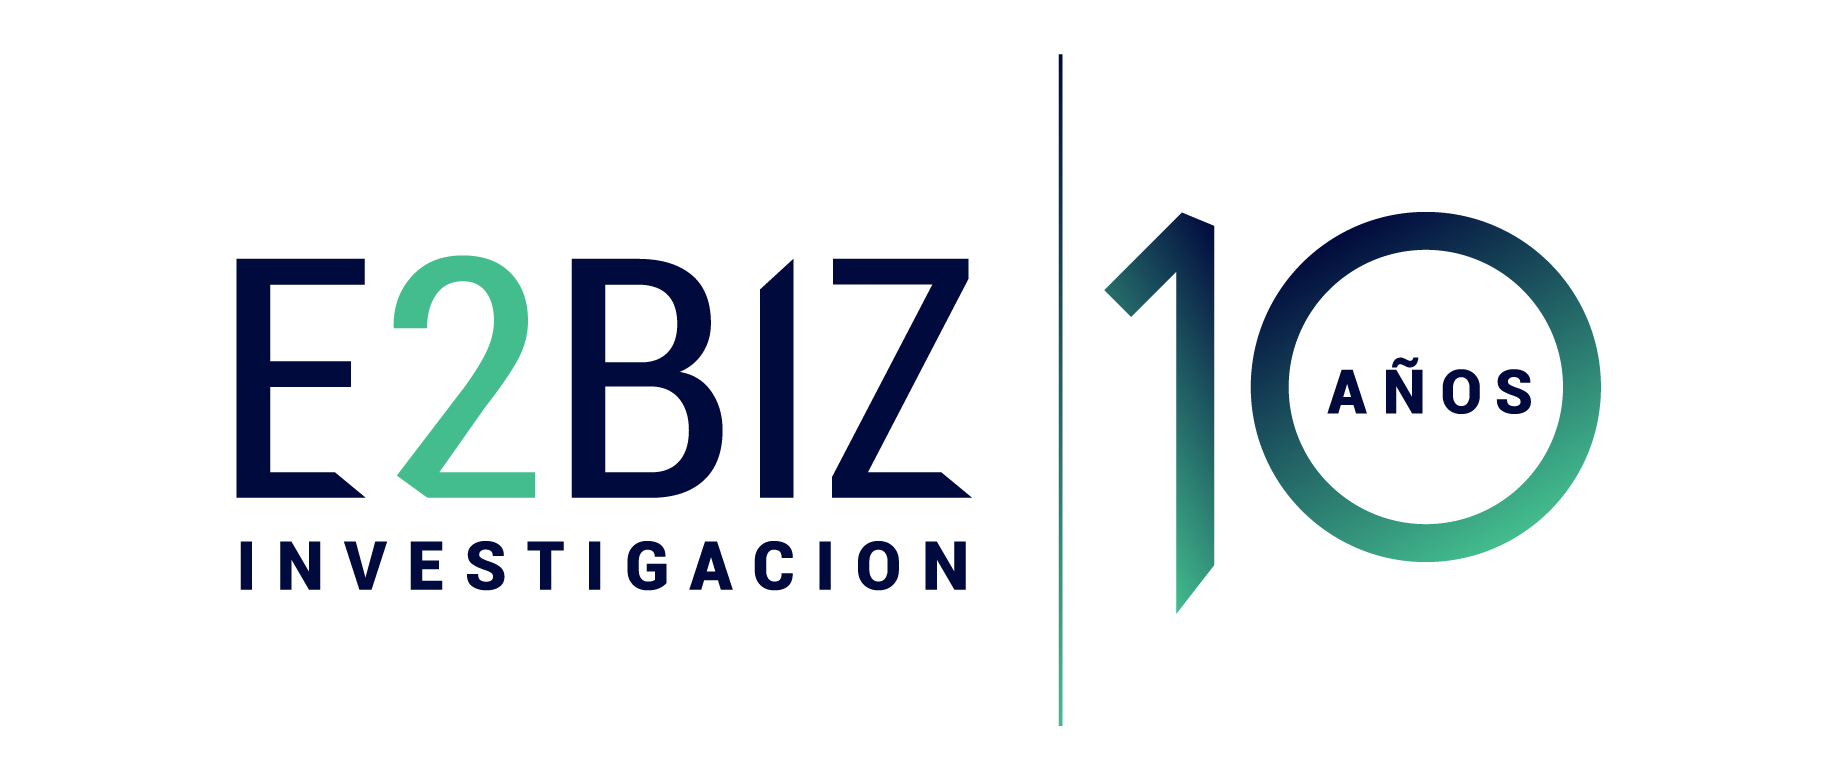 E2BIZ
INVESTIGACION
10
AÑOS